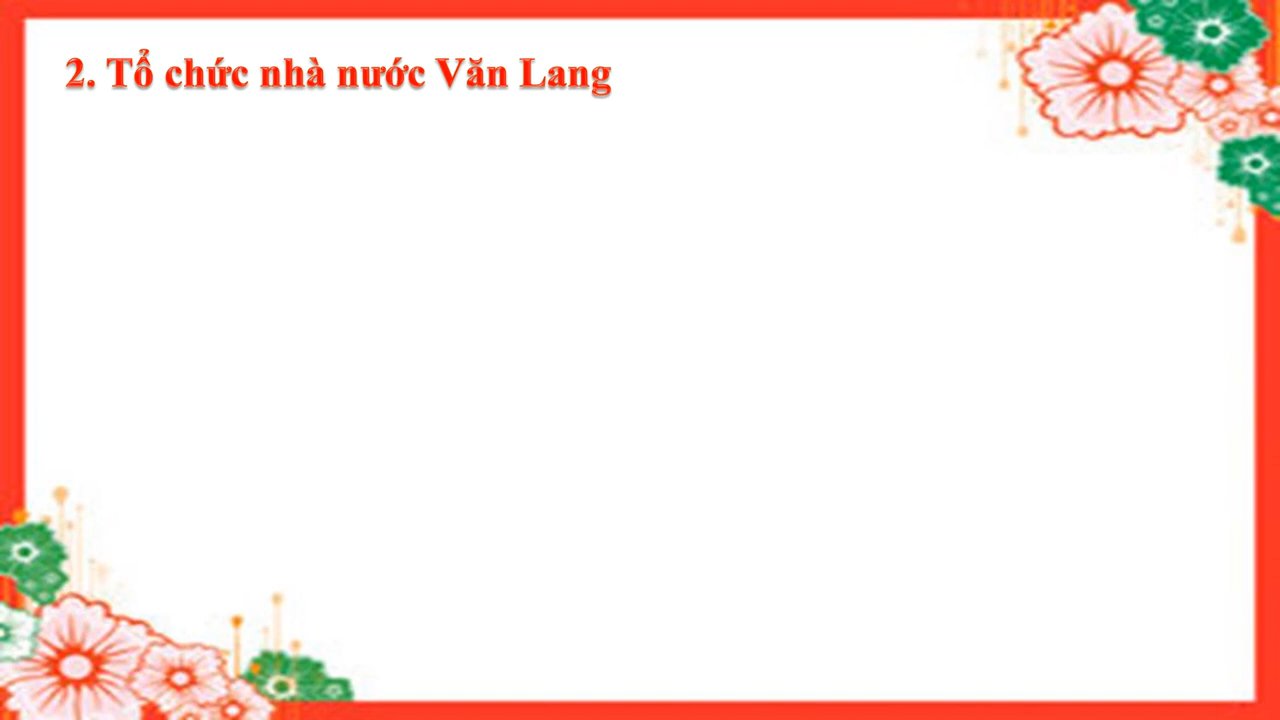 2. Tổ chức nhà nước Văn Lang